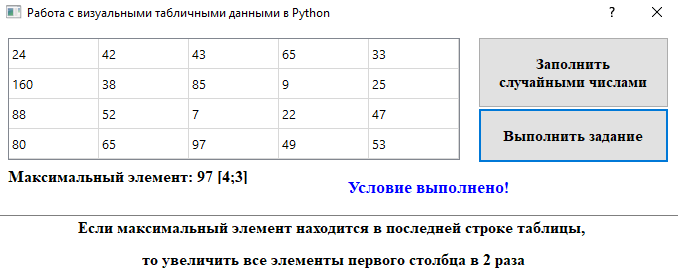 Работа с визуальными табличными данными в Python
24 42 43 65 33
160 38 85 9 25
88 52 7 22 47
80 65 97 49 53
Заполнить
случайными числами
Выполнить задание
Максимальный элемент: 97 [4;3]
Условие выполнено!
Если максимальный элемент находится в последней строке таблицы,
то увеличить все элементы первого столбца в 2 раза